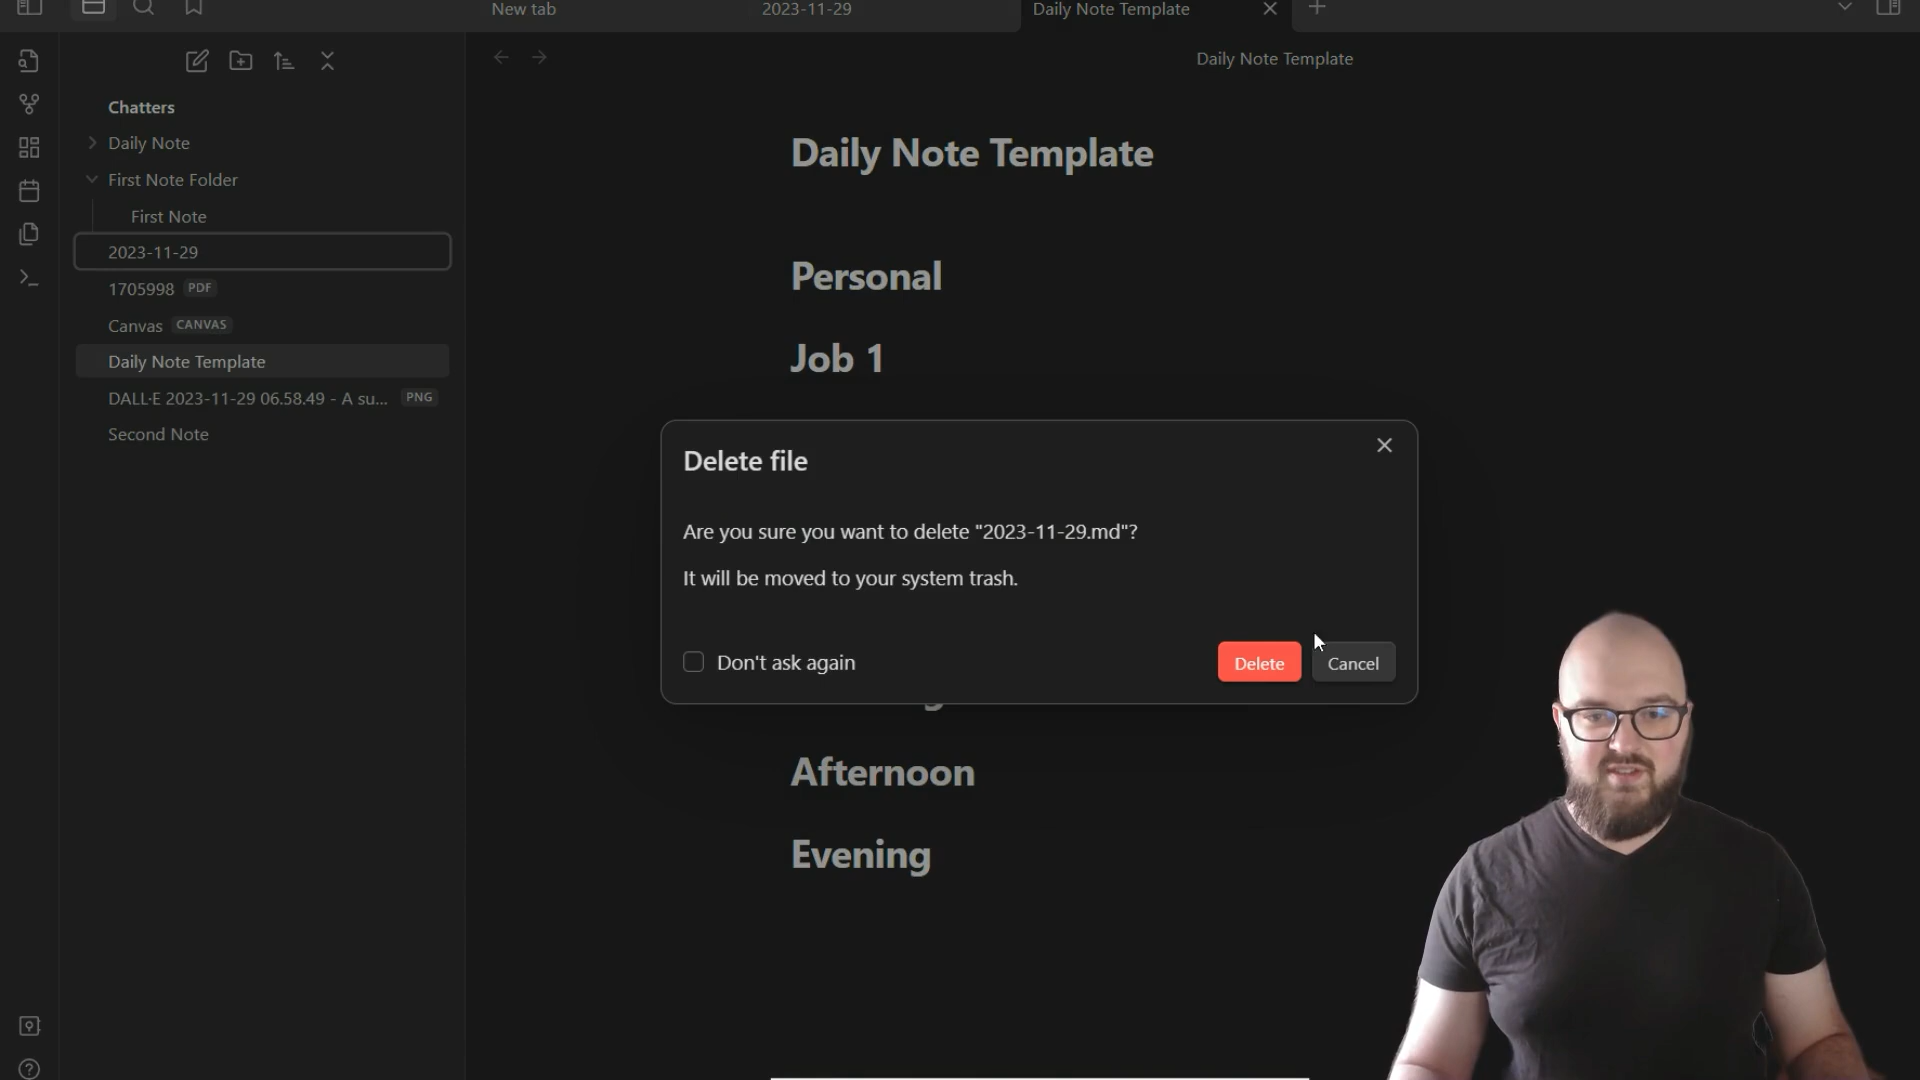 New tab
2023-11-29
Daily Note Template
Daily Note Template
Chatters
Daily Note
First Note Folder
First Note
2023-11-29
1705998 PDF
Canvas CANVAS
Daily Note Template
DALL·E 2023-11-29 06.58.49 - A su... PNG
Second Note
Daily Note Template
Personal
Job 1
Delete file
Are you sure you want to delete "2023-11-29.md"?
It will be moved to your system trash.
Don't ask again
Delete
Cancel
Afternoon
Evening